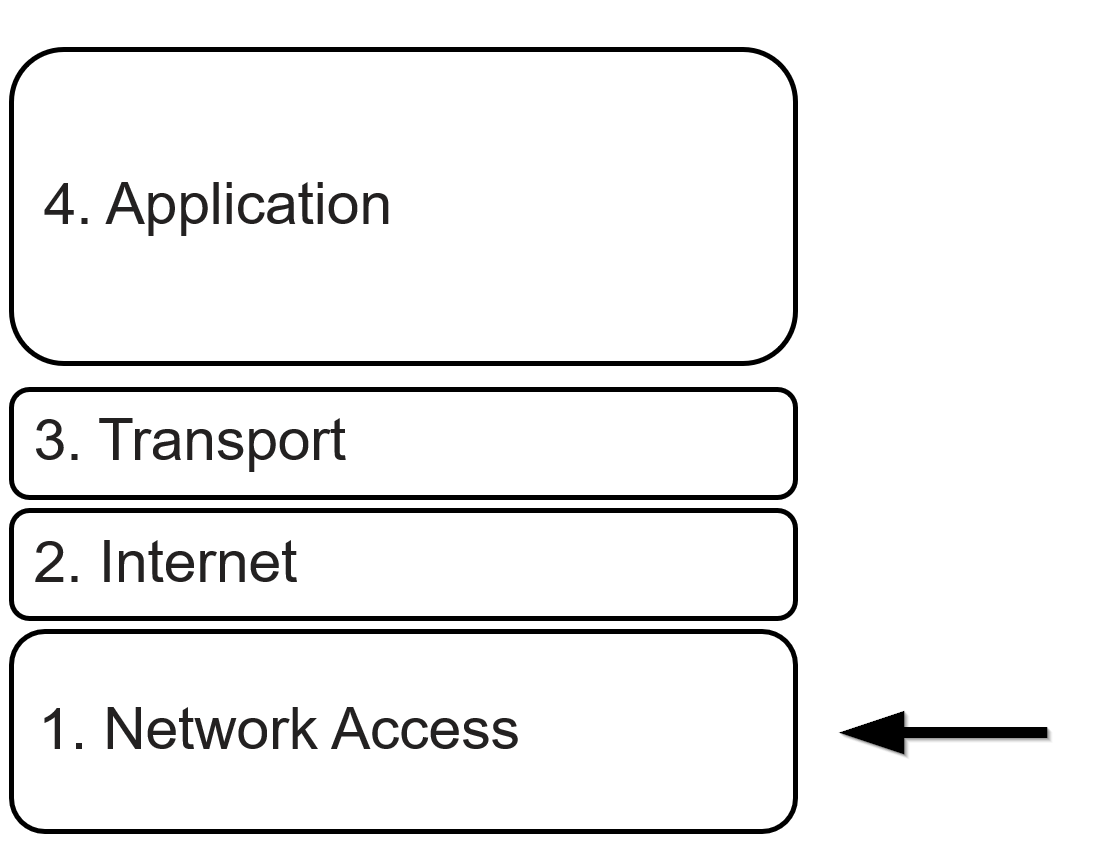 4. Application
3. Transport
2. Internet
1. Network Access